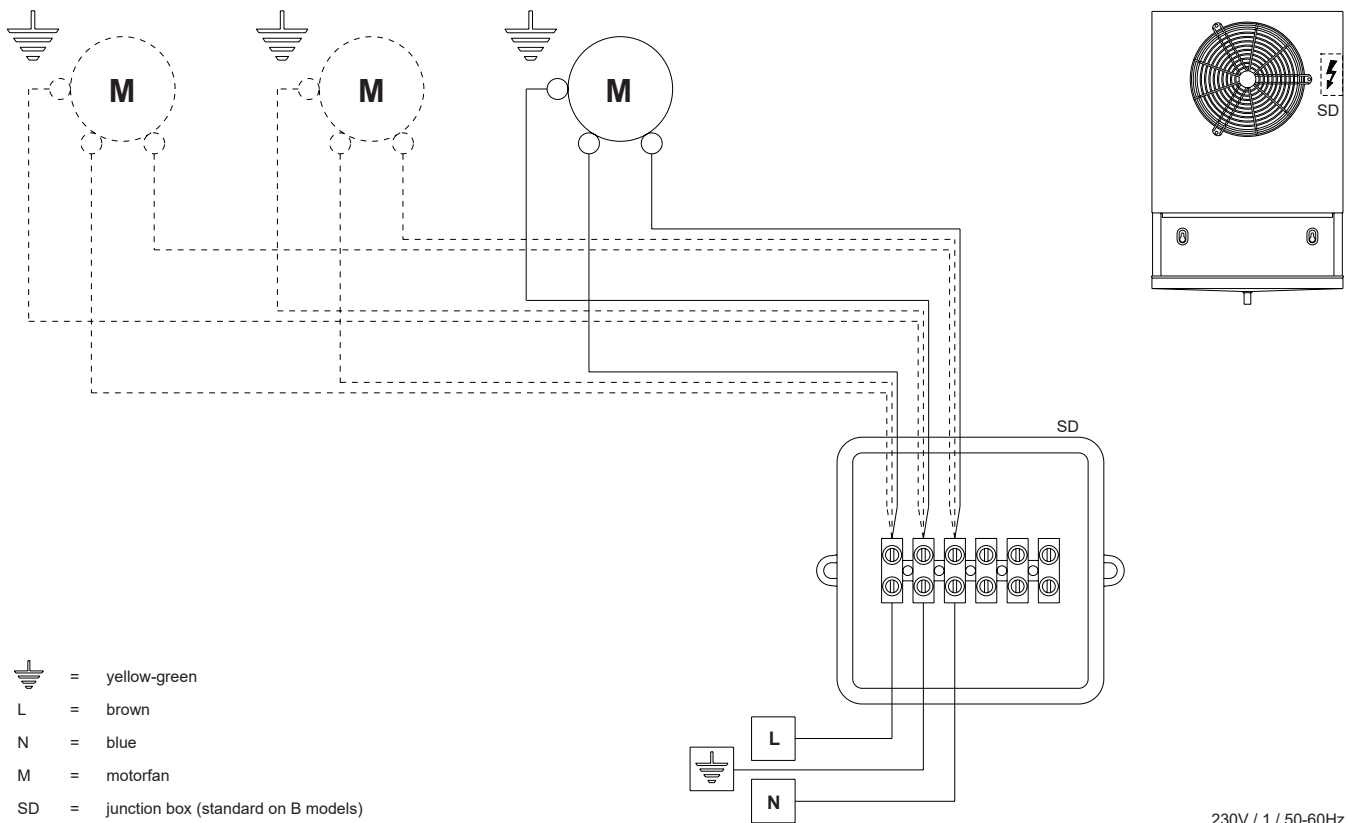 M
M
M
SD
SD
= yellow-green
L = brown
N = blue
M = motorfan
SD = junction box (standard on B models)
L
N
230V / 1 / 50-60Hz